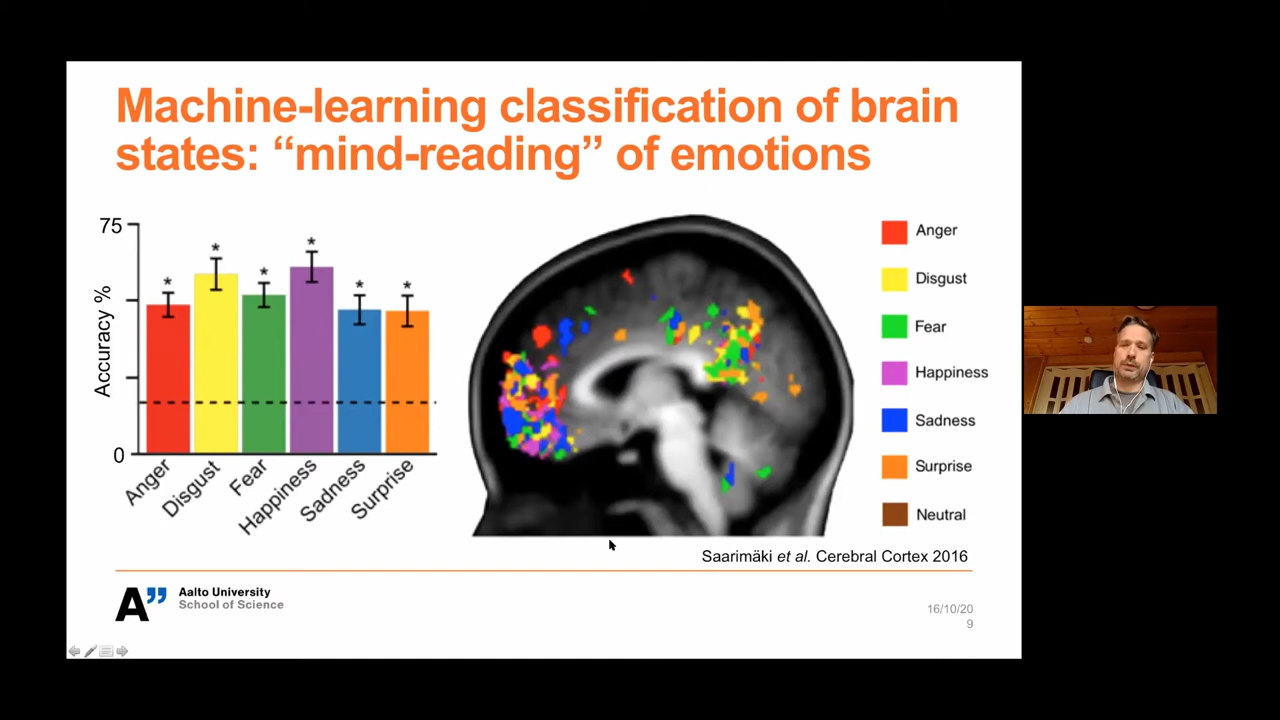 Machine-learning classification of brain
states: “mind-reading” of emotions
75
Accuracy %
0
*
*
*
*
*
*
Anger
Disgust
Fear
Happiness
Sadness
Surprise
Anger
Disgust
Fear
Happiness
Sadness
Surprise
Neutral
Saarimäki et al. Cerebral Cortex 2016
A”
Aalto University
School of Science
16/10/20
9